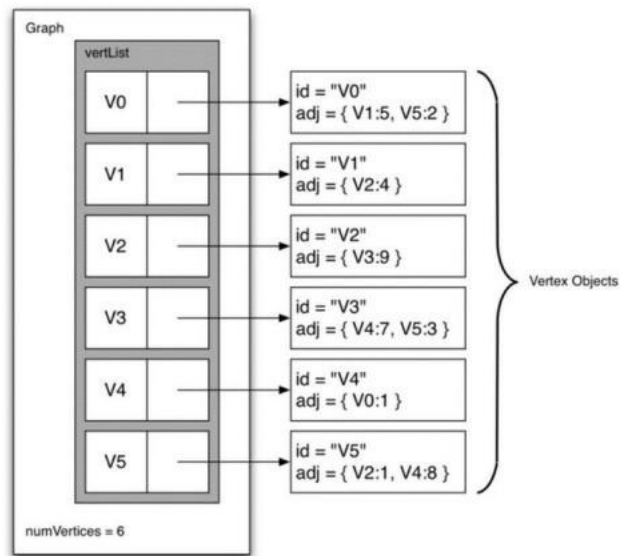 Graph
vertList
V0
id = "V0"
adj = { V1:5, V5:2 }
V1
id = "V1"
adj = { V2:4 }
V2
id = "V2"
adj = { V3:9 }
V3
id = "V3"
adj = { V4:7, V5:3 }
V4
id = "V4"
adj = { V0:1 }
V5
id = "V5"
adj = { V2:1, V4:8 }
Vertex Objects
numVertices = 6